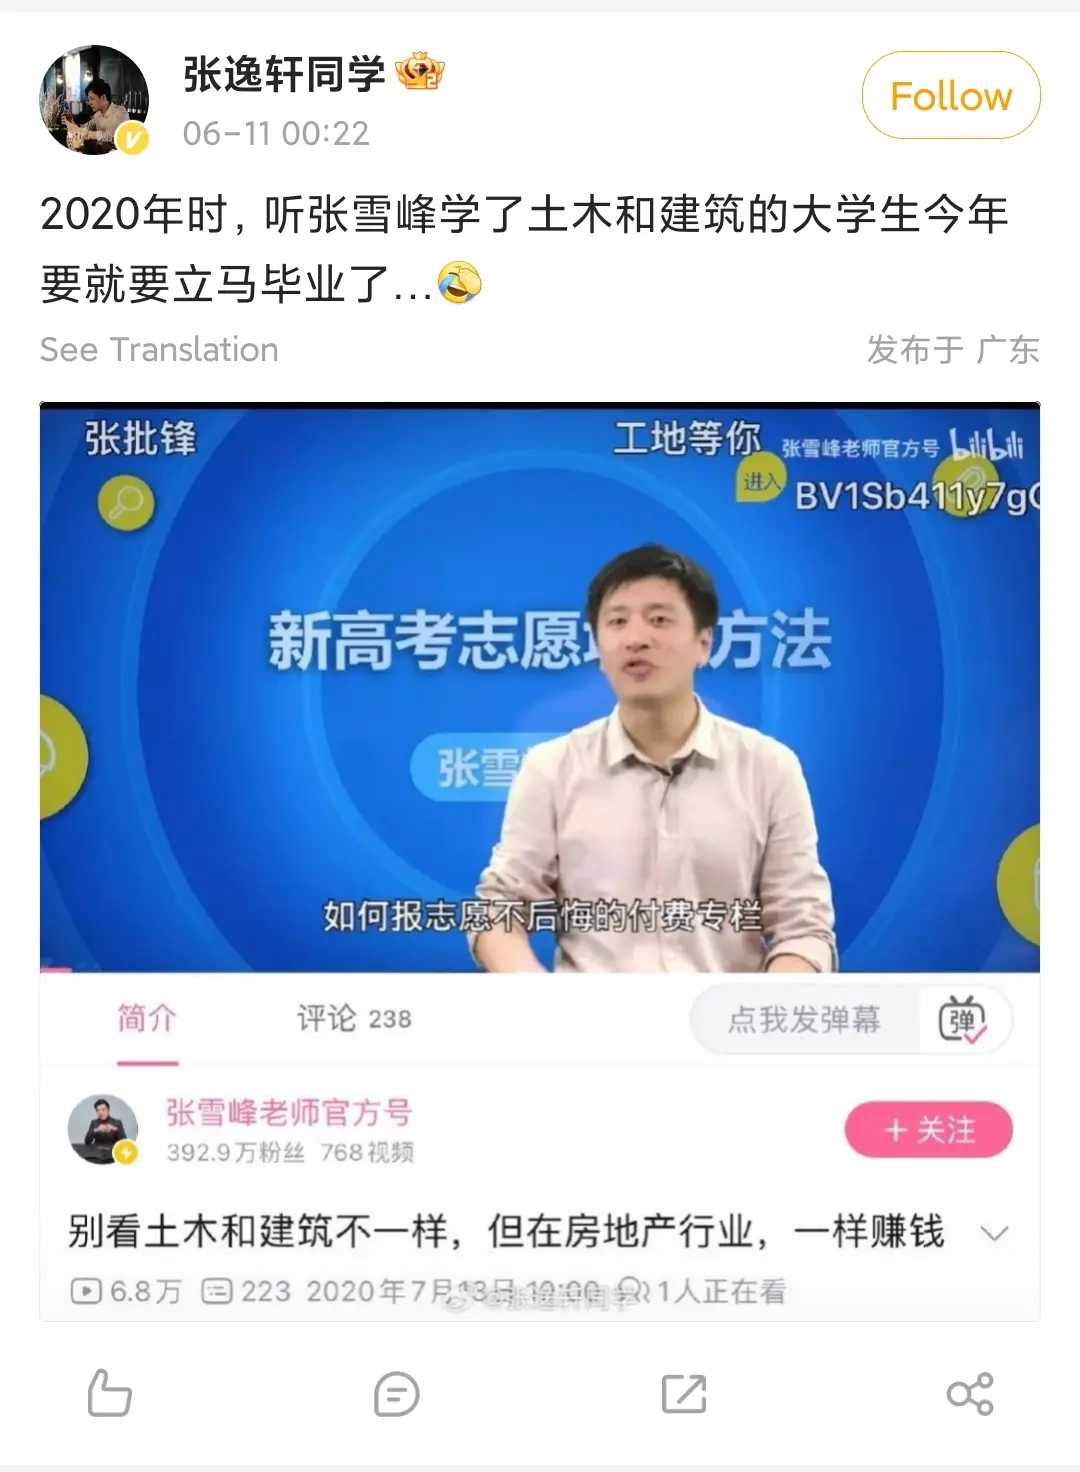 张逸轩同学
06-11 00:22
Follow
2020年时，听张雪峰学了土木和建筑的大学生今年
要就要立马毕业了...
See Translation
发布于 广东
张批锋
工地等你
张雪峰老师官方号 bilibili
进入
BV1Sb411y7g
新高考志愿 方法
张雪
如何报志愿不后悔的付费专栏
简介
评论 238
点我发弹幕
弹
张雪峰老师官方号
392.9万粉丝 768视频
+ 关注
别看土木和建筑不一样，但在房地产行业，一样赚钱
6.8万 223 2020年7月13日 1人正在看
@张逸轩同学